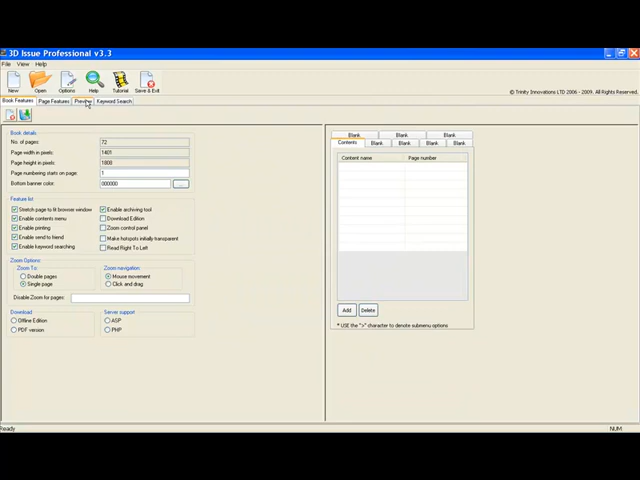 3D Issue Professional v3.3
File View Help
New Open Options Help Tutorial Save & Exit
© Trinity Innovations LTD 2006 - 2009. All Rights Reserved.
Book Features Page Features Preview Keyword Search
Book details
No. of pages: 72
Page width in pixels: 1401
Page height in pixels: 1808
Page numbering starts on page: 1
Bottom banner color: 000000 ...
Feature list
Stretch page to fit browser window Enable archiving tool
Enable contents menu Download Edition
Enable printing Zoom control panel
Enable send to friend Make hotspots initially transparent
Enable keyword searching Read Right To Left
Zoom Options
Zoom To: Zoom navigation:
Double pages Mouse movement
Single page Click and drag
Disable Zoom for pages:
Download Server support
Offline Edition ASP
PDF version PHP
Blank Blank Blank
Contents Blank Blank Blank Blank
Content name Page number
Add Delete
* USE the ">" character to denote submenu options
Ready NUM